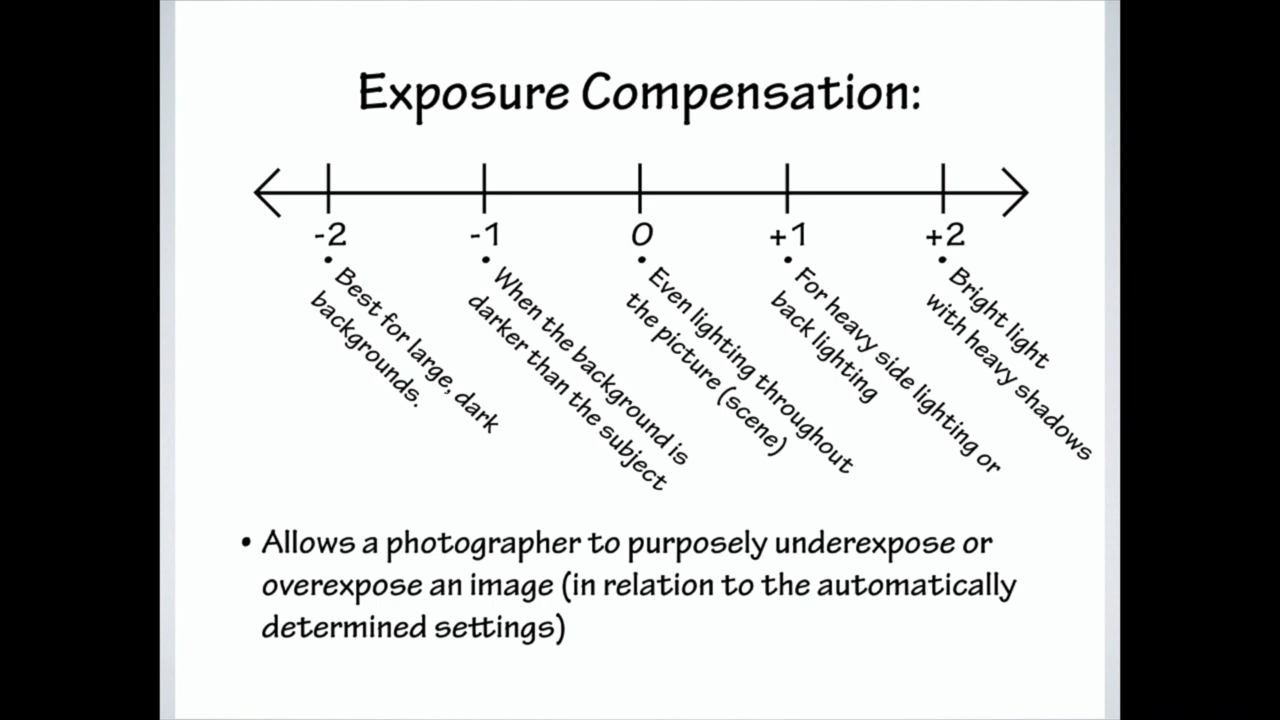 Exposure Compensation:
-2
-1
0
+1
+2
• Best for large, dark
backgrounds.
• When the background is
darker than the subject
• Even lighting throughout
the picture (scene)
• For heavy side lighting or
back lighting
• Bright light
with heavy shadows
• Allows a photographer to purposely underexpose or
overexpose an image (in relation to the automatically
determined settings)